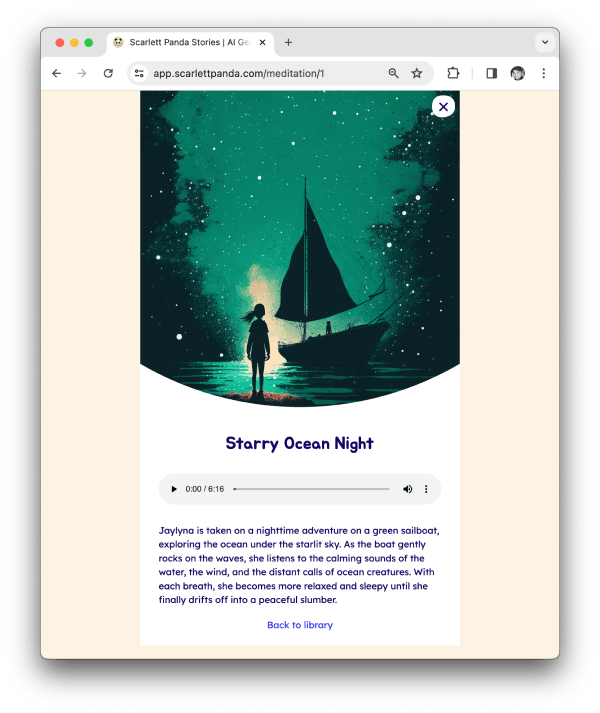 Scarlett Panda Stories | AI Ge
app.scarlettpanda.com/meditation/1
Starry Ocean Night
0:00 / 6:16
Jaylyna is taken on a nighttime adventure on a green sailboat,
exploring the ocean under the starlit sky. As the boat gently
rocks on the waves, she listens to the calming sounds of the
water, the wind, and the distant calls of ocean creatures. With
each breath, she becomes more relaxed and sleepy until she
finally drifts off into a peaceful slumber.
Back to library